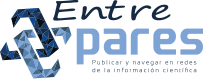 Entre
pares
Publicar y navegar en redes
de la información científica